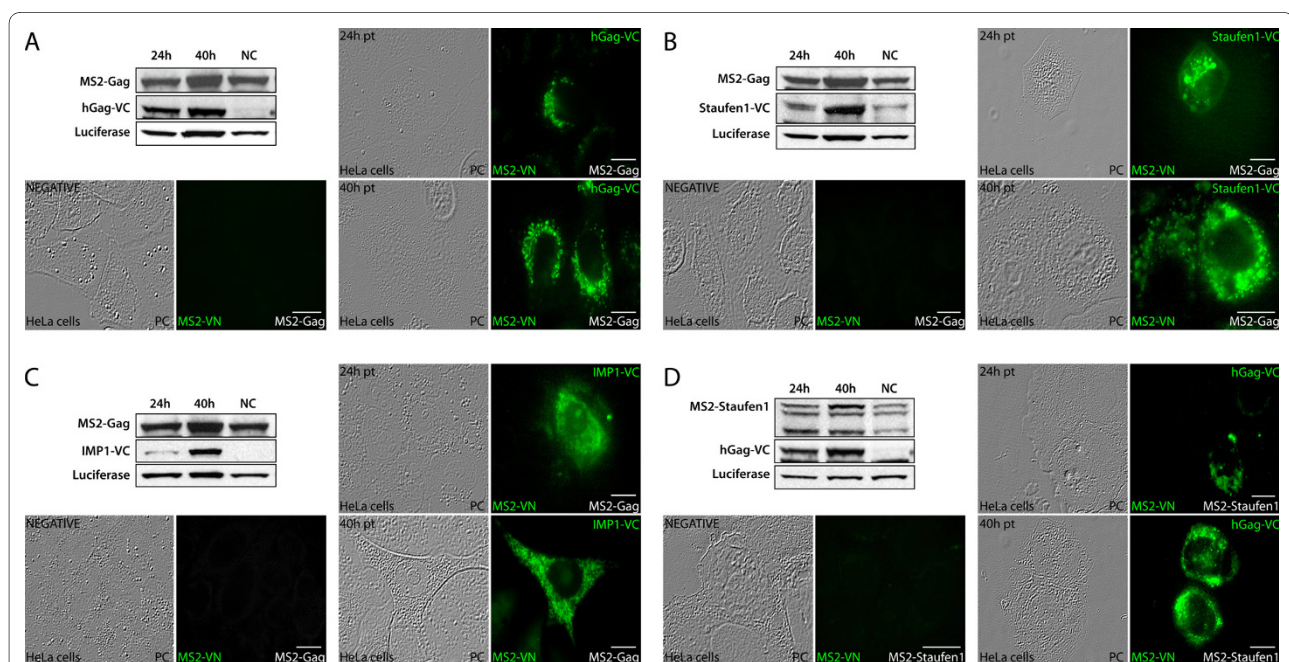 A
24h 40h NC
MS2-Gag
hGag-VC
Luciferase
24h pt
HeLa cells PC
hGag-VC
MS2-VN MS2-Gag
NEGATIVE
HeLa cells PC
MS2-VN MS2-Gag
40h pt
HeLa cells PC
hGag-VC
MS2-VN MS2-Gag
B
24h 40h NC
MS2-Gag
Staufen1-VC
Luciferase
24h pt
HeLa cells PC
Staufen1-VC
MS2-VN MS2-Gag
NEGATIVE
HeLa cells PC
MS2-VN MS2-Gag
40h pt
HeLa cells PC
Staufen1-VC
MS2-VN MS2-Gag
C
24h 40h NC
MS2-Gag
IMP1-VC
Luciferase
24h pt
HeLa cells PC
IMP1-VC
MS2-VN MS2-Gag
NEGATIVE
HeLa cells PC
MS2-VN MS2-Gag
40h pt
HeLa cells PC
IMP1-VC
MS2-VN MS2-Gag
D
24h 40h NC
MS2-Staufen1
hGag-VC
Luciferase
24h pt
HeLa cells PC
hGag-VC
MS2-VN MS2-Staufen1
NEGATIVE
HeLa cells PC
MS2-VN MS2-Staufen1
40h pt
HeLa cells PC
hGag-VC
MS2-VN MS2-Staufen1